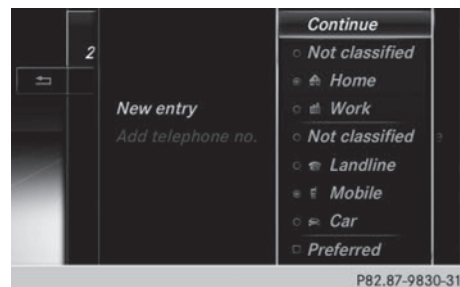 Continue
2
Not classified
Home
New entry
Work
Add telephone no.
Not classified
Landline
Mobile
Car
Preferred
P82.87-9830-31